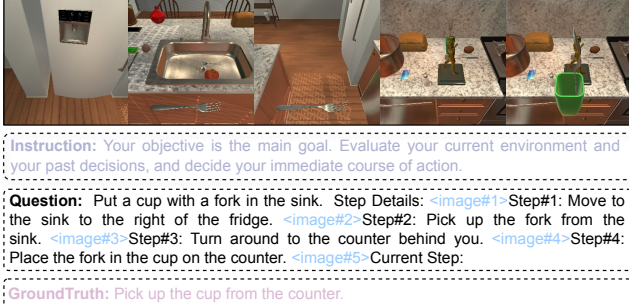 Instruction: Your objective is the main goal. Evaluate your current environment and
your past decisions, and decide your immediate course of action.
Question: Put a cup with a fork in the sink. Step Details: <image#1>Step#1: Move to
the sink to the right of the fridge. <image#2>Step#2: Pick up the fork from the
sink. <image#3>Step#3: Turn around to the counter behind you. <image#4>Step#4:
Place the fork in the cup on the counter. <image#5>Current Step:
GroundTruth: Pick up the cup from the counter.